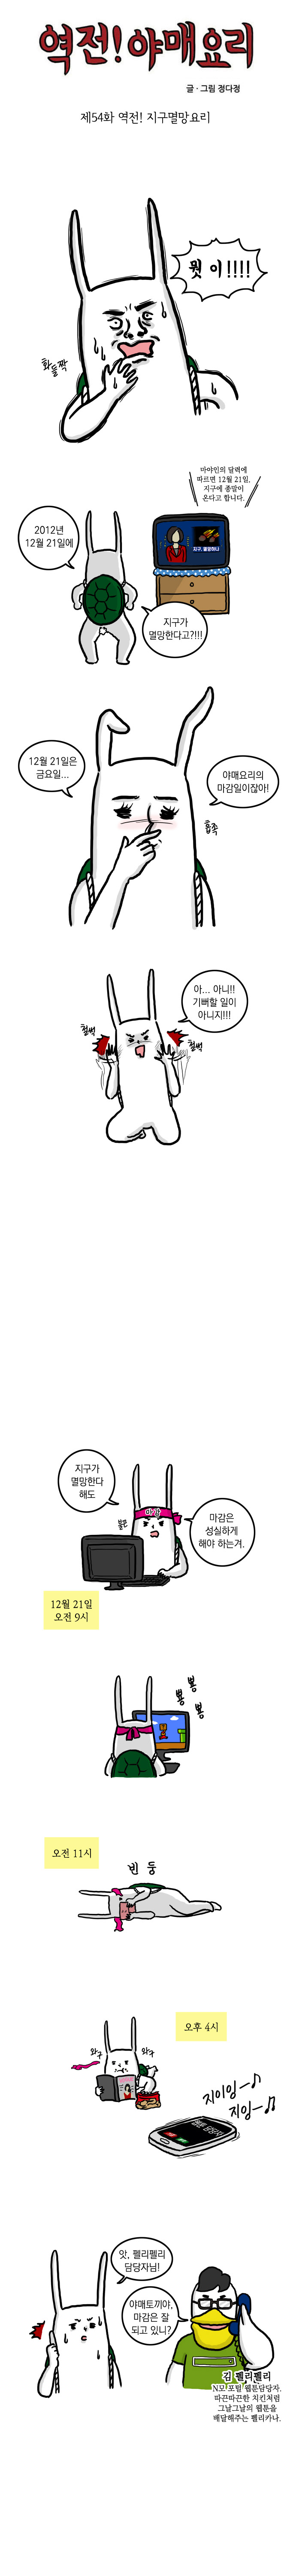 역전! 야매요리
글·그림 정다정
제54화 역전! 지구멸망요리
뭣이!!!!
화들짝
마야인의 달력에
따르면 12월 21일,
지구에 종말이
온다고 합니다.
2012년
12월 21일에
지구, 멸망하나
지구가
멸망한다고?!!!
12월 21일은
금요일...
야매요리의
마감일이잖아!
흡족
아... 아니!!
기뻐할 일이
아니지!!!
철썩
철썩
지구가
멸망한다
해도
마감
불끈
마감은
성실하게
해야 하는거.
12월 21일
오전 9시
뿅
뿅
뿅
오전 11시
빈둥
오후 4시
와구
와구
지이잉~♪
지잉~♫
앗, 펠리펠리
담당자님!
야매토끼야,
마감은 잘
되고 있니?
김 펠리펠리
N모 포털 웹툰담당자.
따끈따끈한 치킨처럼
그날그날의 웹툰을
배달해주는 펠리카나.